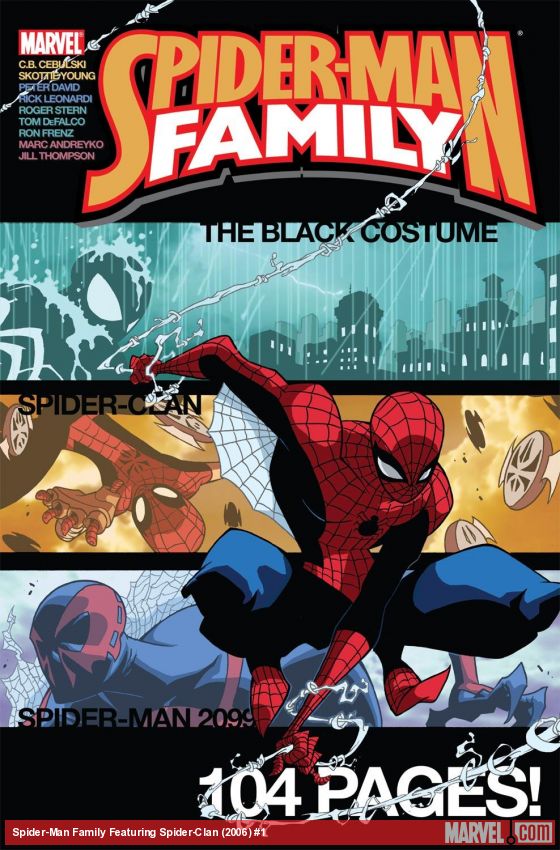 MARVEL
C.B. CEBULSKI
SKOTTIE YOUNG
PETER DAVID
RICK LEONARDI
ROGER STERN
TOM DeFALCO
RON FRENZ
MARC ANDREYKO
JILL THOMPSON
SPIDER-MAN
®
FAMILY
THE BLACK COSTUME
SPIDER-CLAN
SPIDER-MAN 2099
104 PAGES!
Spider-Man Family Featuring Spider-Clan (2006) #1
MARVEL.com